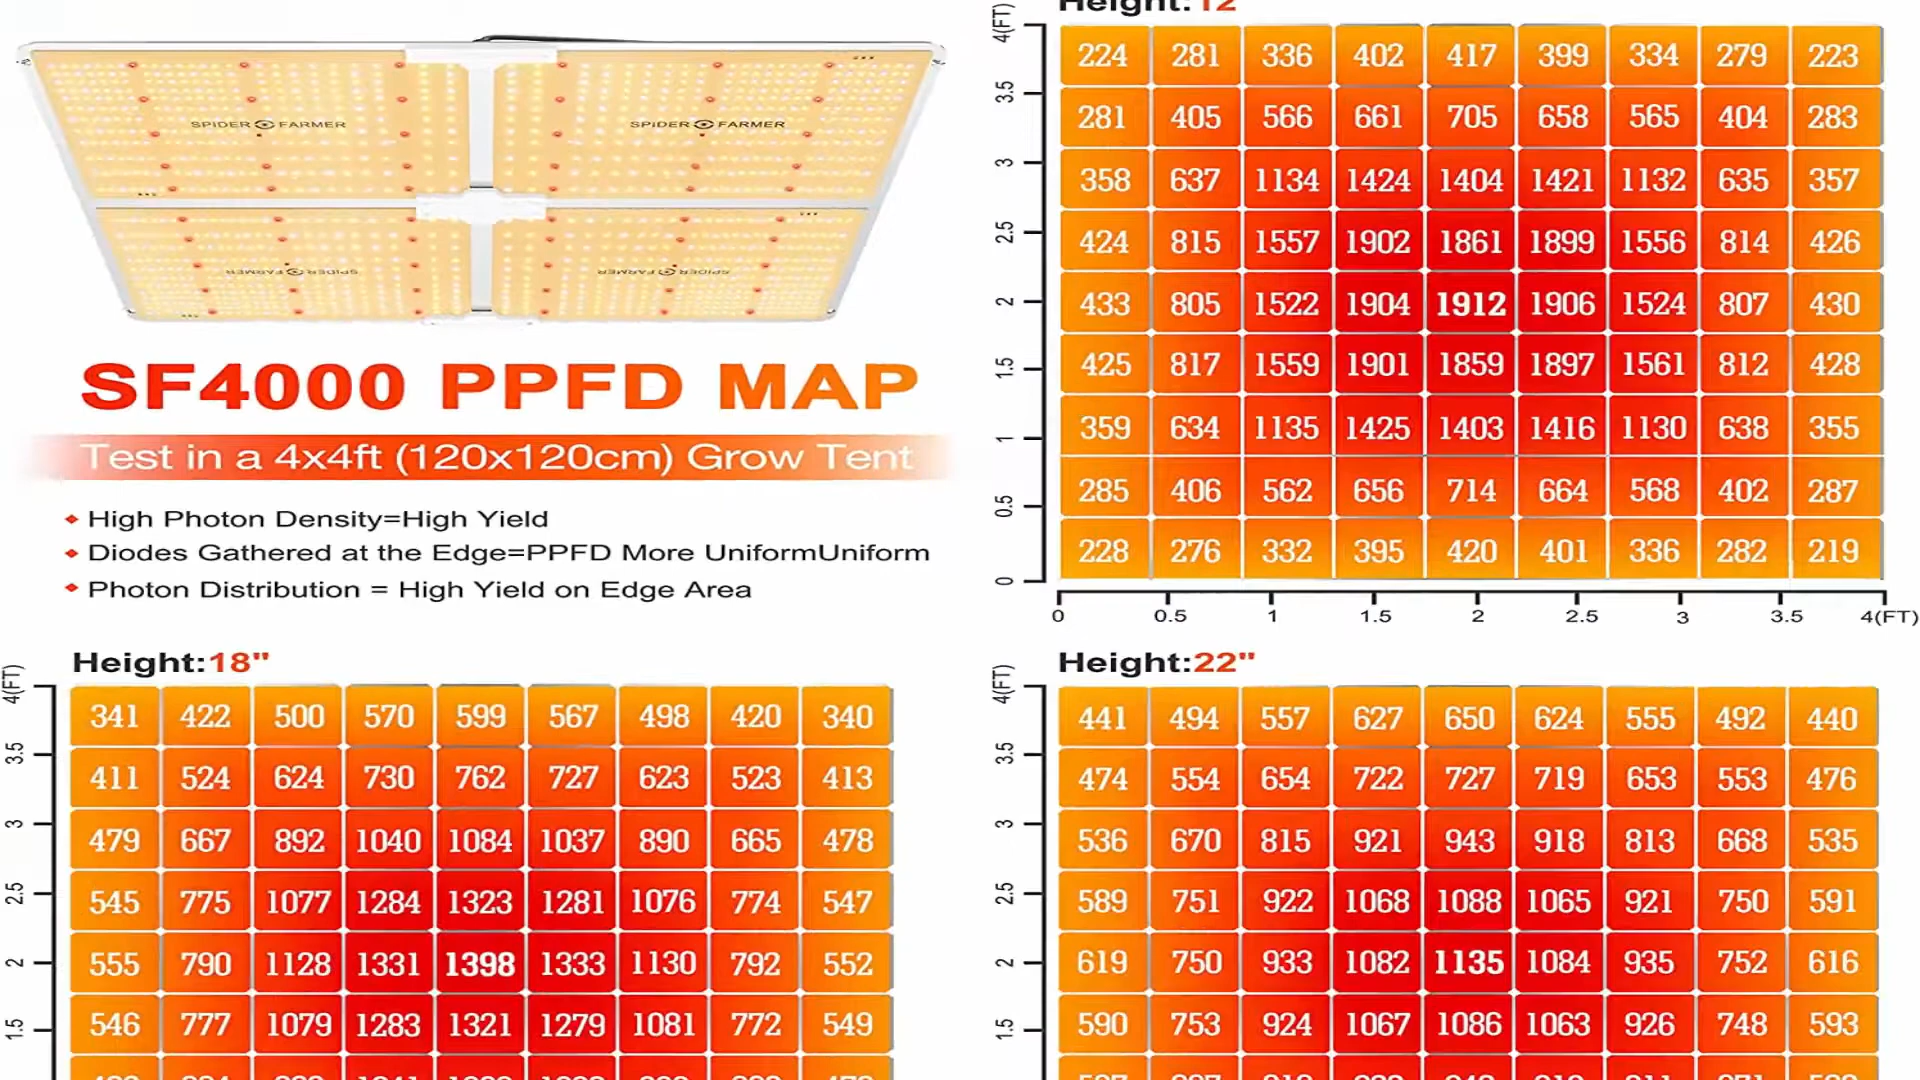 SPIDER FARMER
SPIDER FARMER
SPIDER FARMER
SPIDER FARMER
SF4000 PPFD MAP
Test in a 4x4ft (120x120cm) Grow Tent
High Photon Density=High Yield
Diodes Gathered at the Edge=PPFD More UniformUniform
Photon Distribution = High Yield on Edge Area
Height:12"
4(FT)
224 281 336 402 417 399 334 279 223
3.5
281 405 566 661 705 658 565 404 283
3
358 637 1134 1424 1404 1421 1132 635 357
2.5
424 815 1557 1902 1861 1899 1556 814 426
2
433 805 1522 1904 1912 1906 1524 807 430
1.5
425 817 1559 1901 1859 1897 1561 812 428
1
359 634 1135 1425 1403 1416 1130 638 355
0.5
285 406 562 656 714 664 568 402 287
228 276 332 395 420 401 336 282 219
0
0 0.5 1 1.5 2 2.5 3 3.5 4(FT)
Height:18"
4(FT)
341 422 500 570 599 567 498 420 340
3.5
411 524 624 730 762 727 623 523 413
3
479 667 892 1040 1084 1037 890 665 478
2.5
545 775 1077 1284 1323 1281 1076 774 547
2
555 790 1128 1331 1398 1333 1130 792 552
1.5
546 777 1079 1283 1321 1279 1081 772 549
Height:22"
4(FT)
441 494 557 627 650 624 555 492 440
3.5
474 554 654 722 727 719 653 553 476
3
536 670 815 921 943 918 813 668 535
2.5
589 751 922 1068 1088 1065 921 750 591
2
619 750 933 1082 1135 1084 935 752 616
1.5
590 753 924 1067 1086 1063 926 748 593